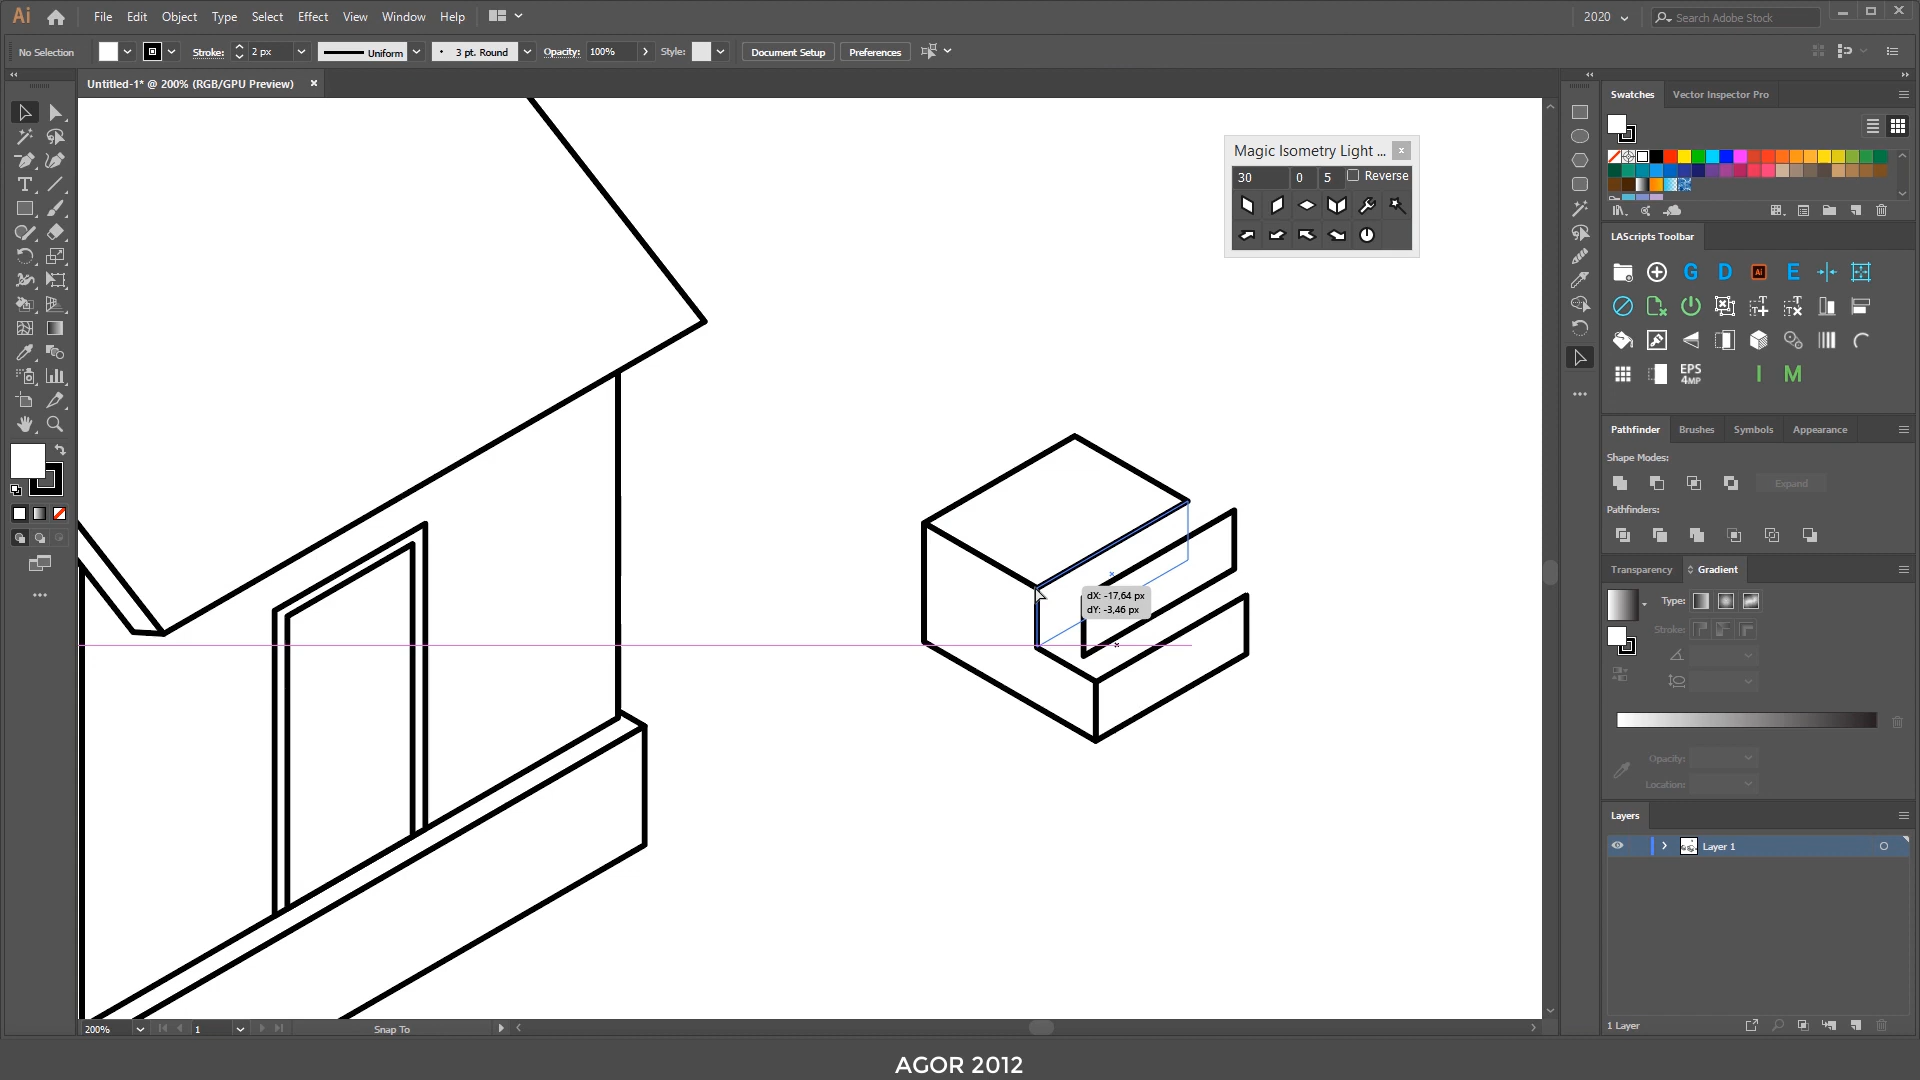 Ai File Edit Object Type Select Effect View Window Help 2020 Search Adobe Stock
No Selection Stroke: 2 px Uniform 3 pt. Round Opacity: 100% Style: Document Setup Preferences
Untitled-1* @ 200% (RGB/GPU Preview)
Swatches Vector Inspector Pro
Magic Isometry Light ...
30 0 5 Reverse
LAScripts Toolbar
G D Ai E
EPS
4MP
I M
Pathfinder Brushes Symbols Appearance
Shape Modes:
Expand
Pathfinders:
Transparency Gradient
Type:
Stroke:
dX: -17,64 px
dY: -3,46 px
Opacity:
Location:
Layers
Layer 1
1 Layer
200% 1 Snap To
AGOR 2012